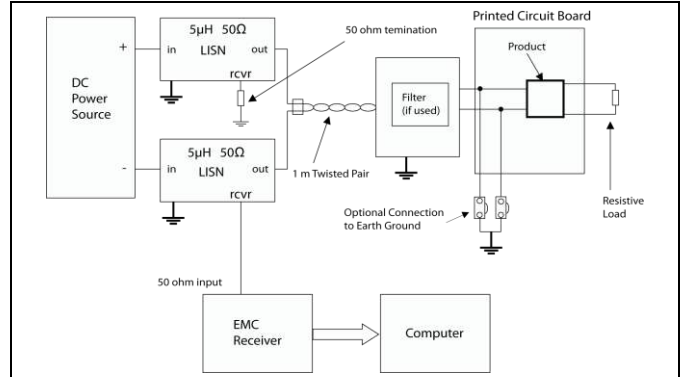 Printed Circuit Board
5µH 50Ω
in
out
LISN
rcvr
50 ohm temination
Product
+
DC
Power
Source
Filter
(if used)
-
5µH 50Ω
in
out
LISN
rcvr
1 m Twisted Pair
Optional Connection
to Earth Ground
Resistive
Load
50 ohm input
EMC
Receiver
Computer